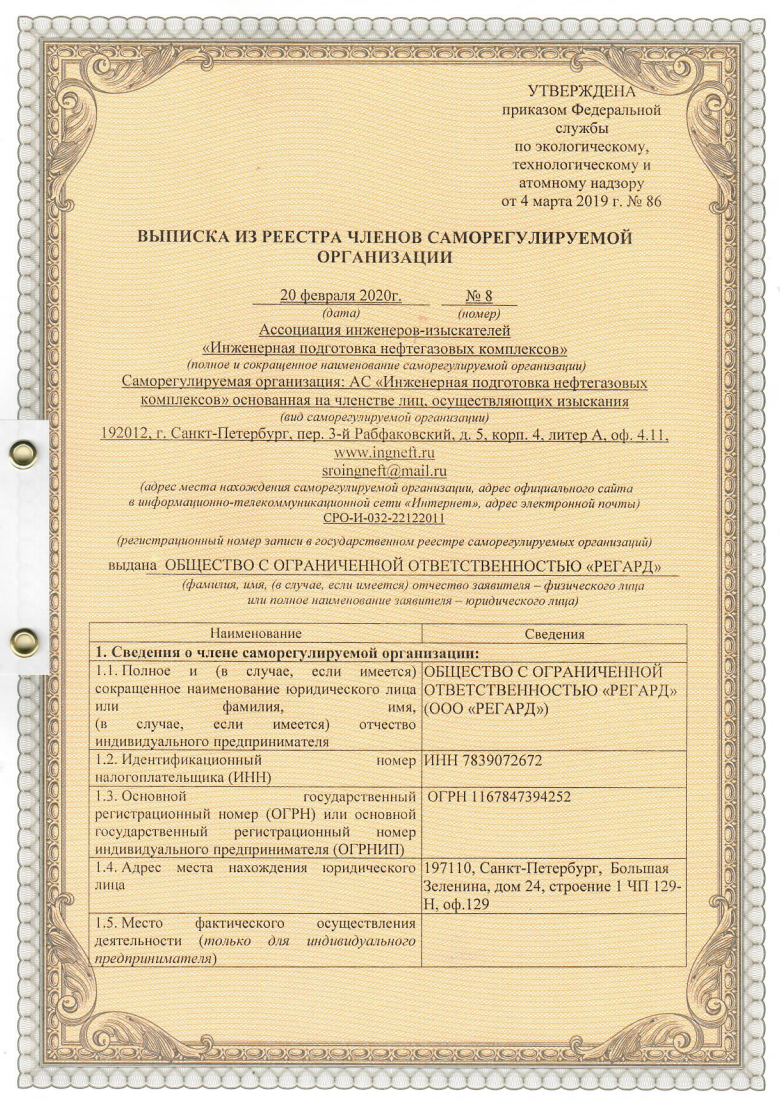 УТВЕРЖДЕНА
приказом Федеральной
службы
по экологическому,
технологическому и
атомному надзору
от 4 марта 2019 г. № 86
ВЫПИСКА ИЗ РЕЕСТРА ЧЛЕНОВ САМОРЕГУЛИРУЕМОЙ
ОРГАНИЗАЦИИ
20 февраля 2020г. № 8
(дата) (номер)
Ассоциация инженеров-изыскателей
«Инженерная подготовка нефтегазовых комплексов»
(полное и сокращенное наименование саморегулируемой организации)
Саморегулируемая организация: АС «Инженерная подготовка нефтегазовых
комплексов» основанная на членстве лиц, осуществляющих изыскания
(вид саморегулируемой организации)
192012, г. Санкт-Петербург, пер. 3-й Рабфаковский, д. 5, корп. 4, литер А, оф. 4.11,
www.ingneft.ru
sroingneft@mail.ru
(адрес места нахождения саморегулируемой организации, адрес официального сайта
в информационно-телекоммуникационной сети «Интернет», адрес электронной почты)
СРО-И-032-22122011
(регистрационный номер записи в государственном реестре саморегулируемых организаций)
выдана ОБЩЕСТВО С ОГРАНИЧЕННОЙ ОТВЕТСТВЕННОСТЬЮ «РЕГАРД»
(фамилия, имя, (в случае, если имеется) отчество заявителя – физического лица
или полное наименование заявителя – юридического лица)
Наименование Сведения
1. Сведения о члене саморегулируемой организации:
1.1. Полное и (в случае, если имеется)
сокращенное наименование юридического лица
или фамилия, имя,
(в случае, если имеется) отчество
индивидуального предпринимателя
ОБЩЕСТВО С ОГРАНИЧЕННОЙ
ОТВЕТСТВЕННОСТЬЮ «РЕГАРД»
(ООО «РЕГАРД»)
1.2. Идентификационный номер
налогоплательщика (ИНН)
ИНН 7839072672
1.3. Основной государственный
регистрационный номер (ОГРН) или основной
государственный регистрационный номер
индивидуального предпринимателя (ОГРНИП)
ОГРН 1167847394252
1.4. Адрес места нахождения юридического
лица
197110, Санкт-Петербург, Большая
Зеленина, дом 24, строение 1 ЧП 129-
Н, оф.129
1.5. Место фактического осуществления
деятельности (только для индивидуального
предпринимателя)